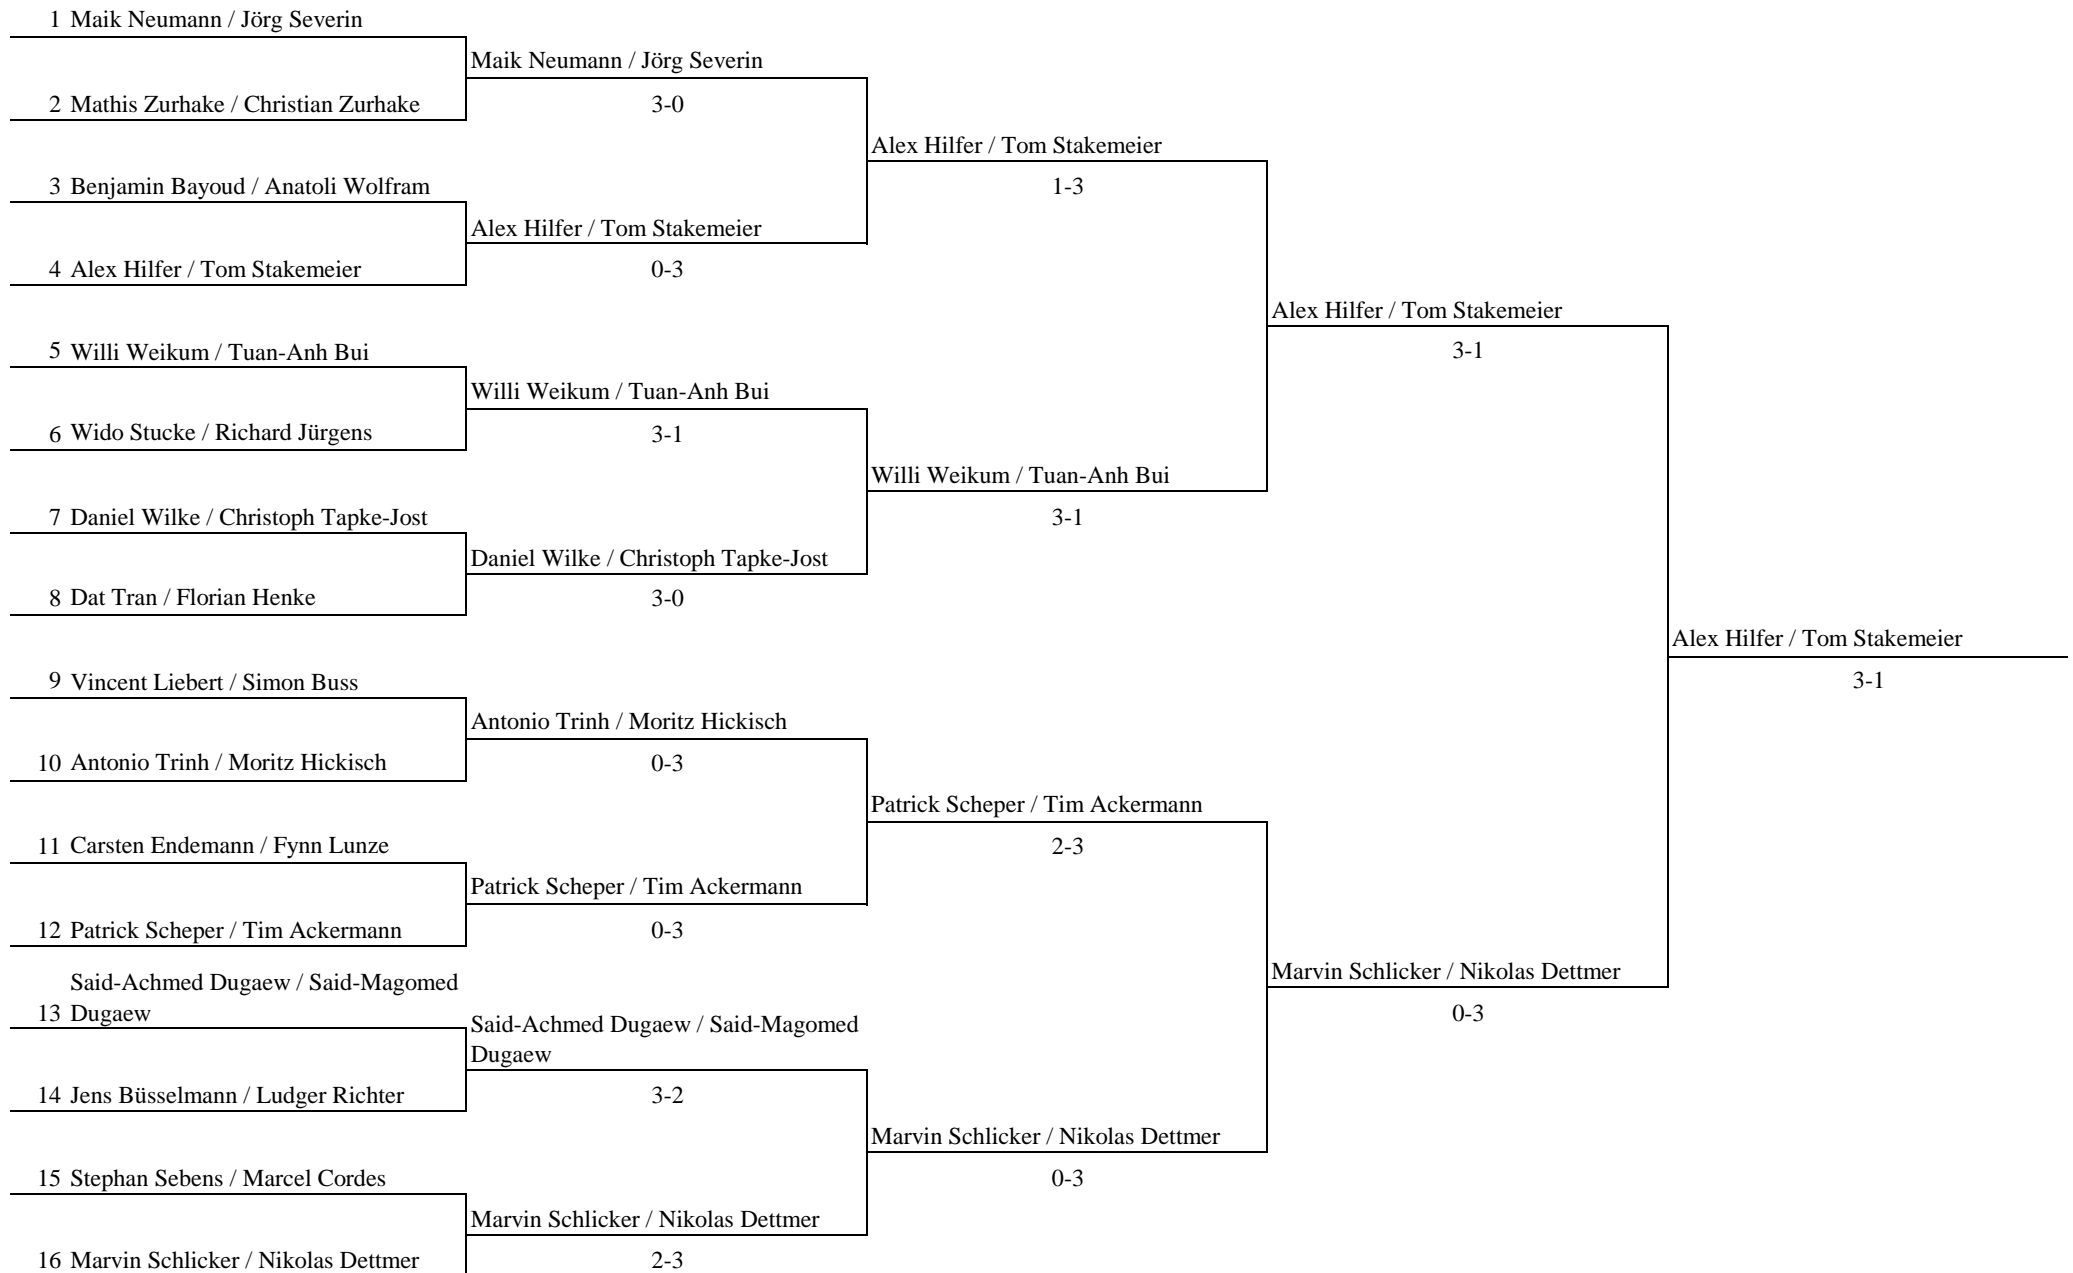 1 Maik Neumann / Jörg Severin
Maik Neumann / Jörg Severin
2 Mathis Zurhake / Christian Zurhake
3-0
Alex Hilfer / Tom Stakemeier
3 Benjamin Bayoud / Anatoli Wolfram
1-3
Alex Hilfer / Tom Stakemeier
4 Alex Hilfer / Tom Stakemeier
0-3
Alex Hilfer / Tom Stakemeier
5 Willi Weikum / Tuan-Anh Bui
3-1
Willi Weikum / Tuan-Anh Bui
6 Wido Stucke / Richard Jürgens
3-1
Willi Weikum / Tuan-Anh Bui
7 Daniel Wilke / Christoph Tapke-Jost
3-1
Daniel Wilke / Christoph Tapke-Jost
8 Dat Tran / Florian Henke
3-0
Alex Hilfer / Tom Stakemeier
9 Vincent Liebert / Simon Buss
3-1
Antonio Trinh / Moritz Hickisch
10 Antonio Trinh / Moritz Hickisch
0-3
Patrick Scheper / Tim Ackermann
11 Carsten Endemann / Fynn Lunze
2-3
Patrick Scheper / Tim Ackermann
12 Patrick Scheper / Tim Ackermann
0-3
Marvin Schlicker / Nikolas Dettmer
Said-Achmed Dugaew / Said-Magomed
13 Dugaew
0-3
Said-Achmed Dugaew / Said-Magomed
Dugaew
14 Jens Büsselmann / Ludger Richter
3-2
Marvin Schlicker / Nikolas Dettmer
15 Stephan Sebens / Marcel Cordes
0-3
Marvin Schlicker / Nikolas Dettmer
16 Marvin Schlicker / Nikolas Dettmer
2-3